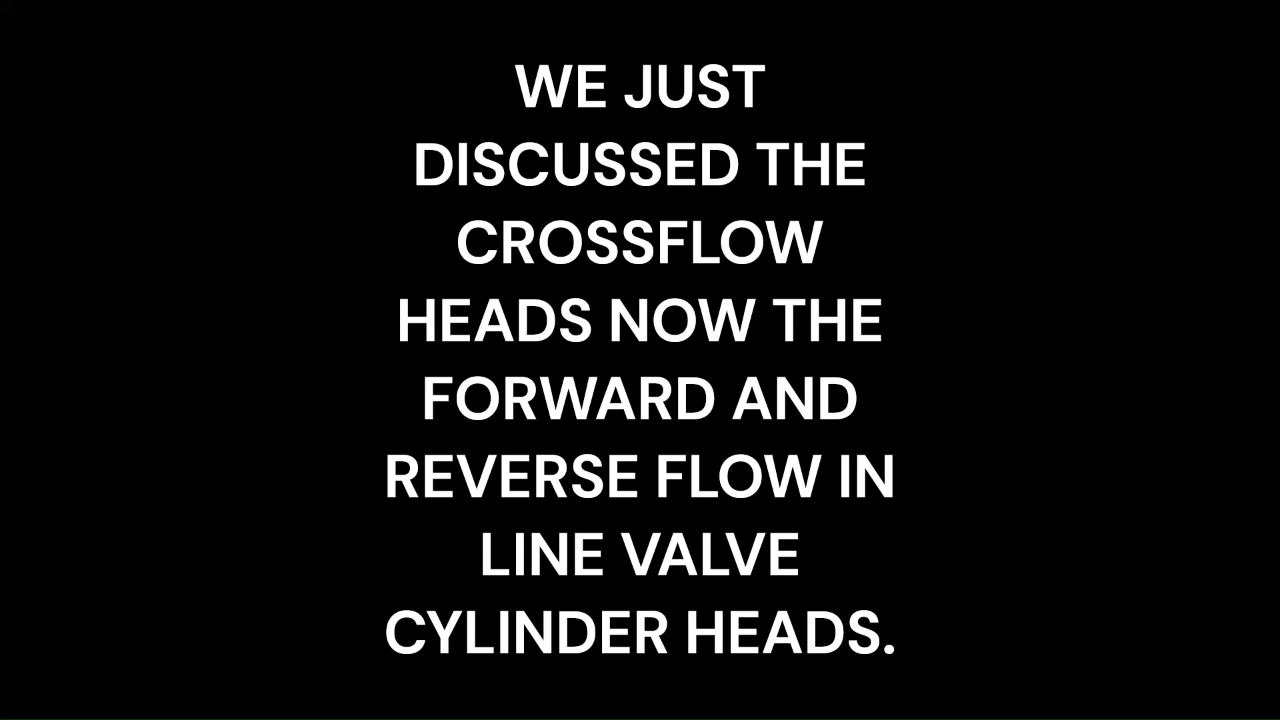 WE JUST
DISCUSSED THE
CROSSFLOW
HEADS NOW THE
FORWARD AND
REVERSE FLOW IN
LINE VALVE
CYLINDER HEADS.